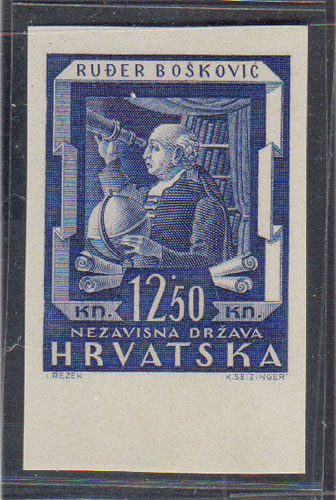 RUĐER BOŠKOVIĆ
KN. 12.50 KN.
NEZAVISNA DRŽAVA
HRVATSKA
I. REZEK K. SEIZINGER